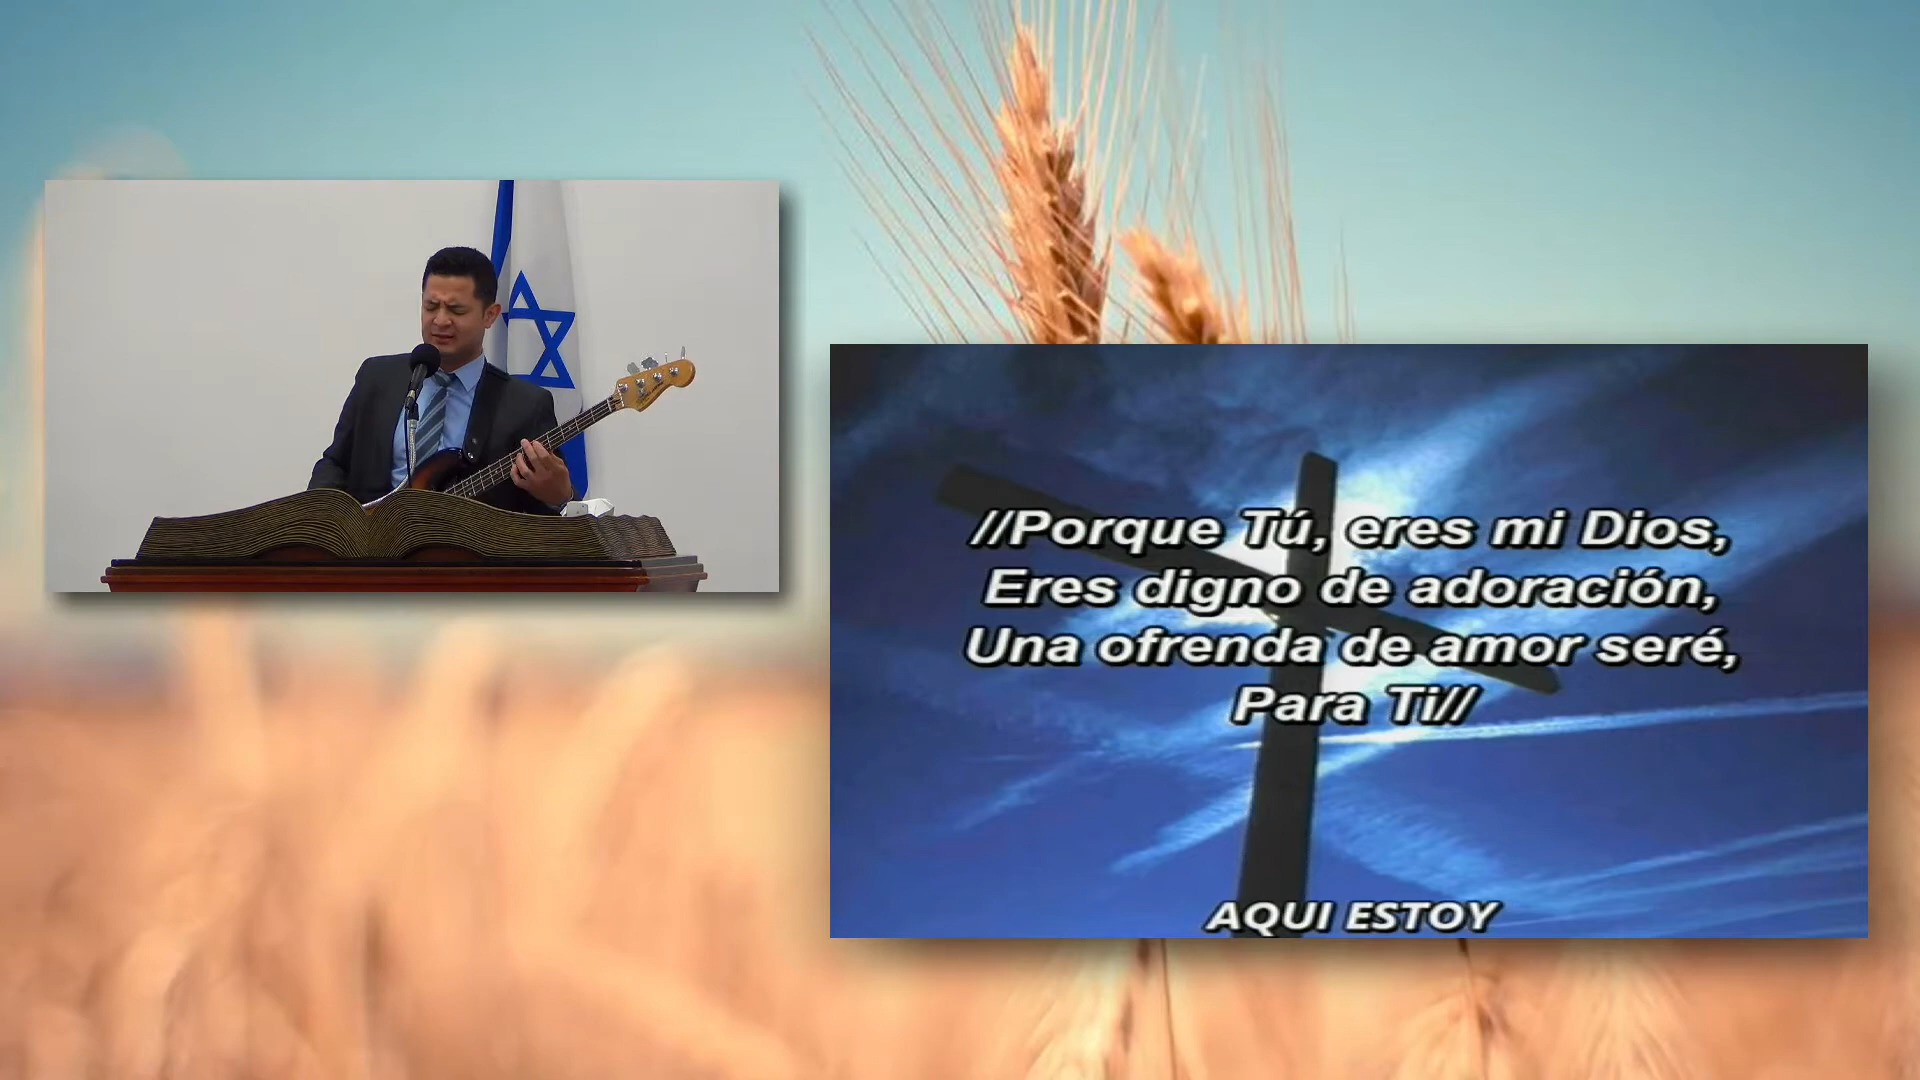 //Porque Tú, eres mi Dios,
Eres digno de adoración,
Una ofrenda de amor seré,
Para Ti//
AQUI ESTOY